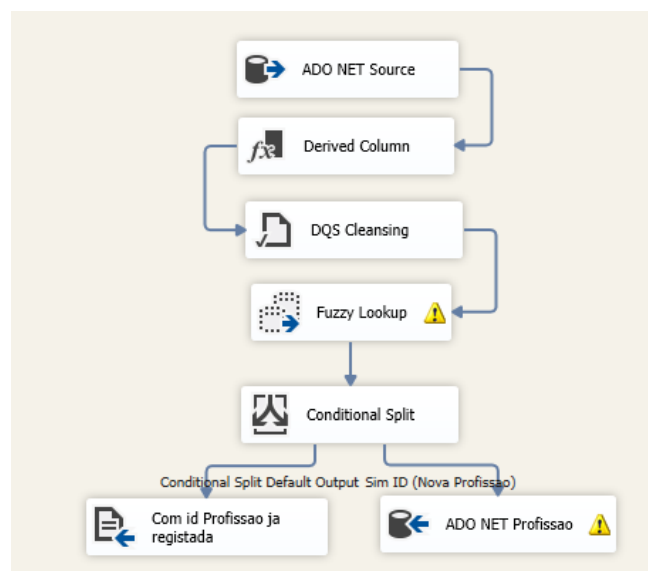 ADO NET Source
Derived Column
DQS Cleansing
Fuzzy Lookup
Conditional Split
Conditional Split Default Output Sim ID (Nova Profissao)
Com id Profissao ja
registada
ADO NET Profissao